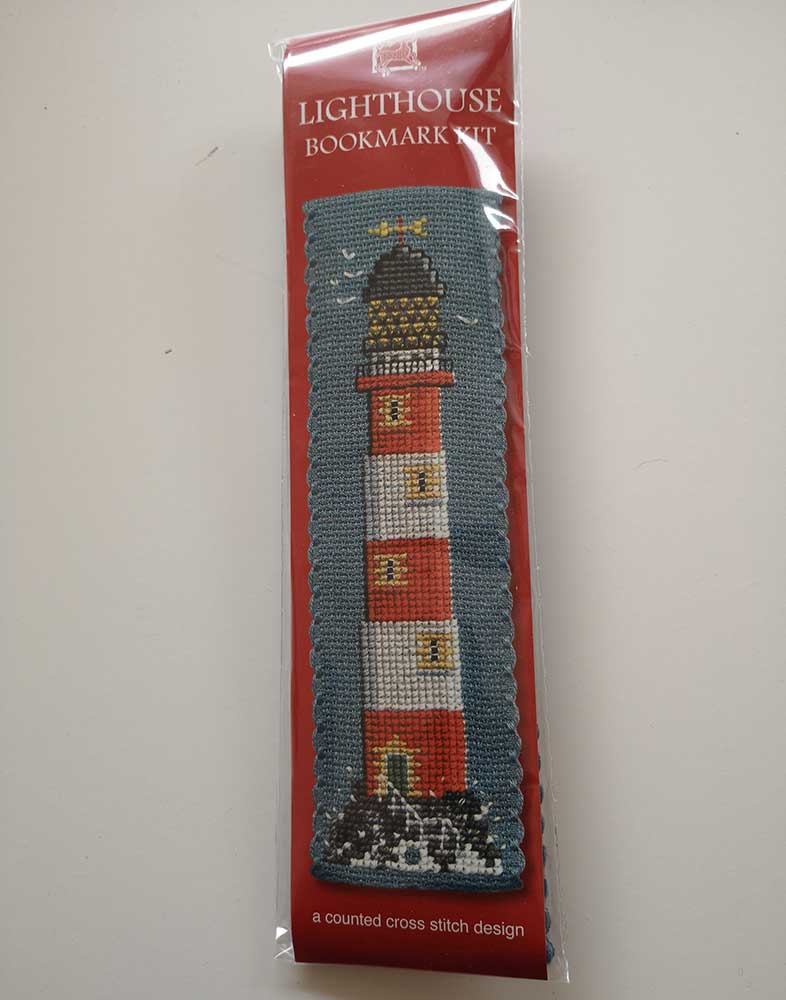 LIGHTHOUSE
BOOKMARK KIT
a counted cross stitch design